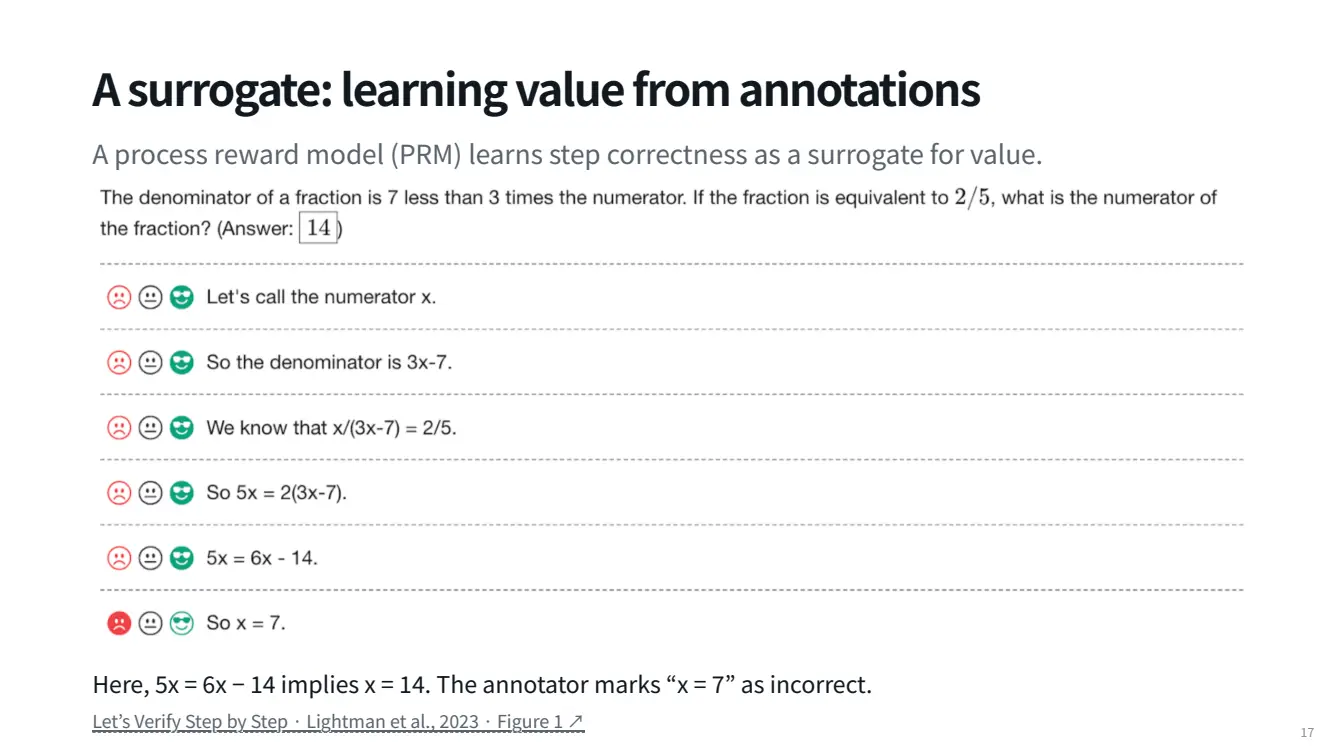 A surrogate: learning value from annotations
A process reward model (PRM) learns step correctness as a surrogate for value.
The denominator of a fraction is 7 less than 3 times the numerator. If the fraction is equivalent to 2/5, what is the numerator of
the fraction? (Answer: 14)
Let's call the numerator x.
So the denominator is 3x-7.
We know that x/(3x-7) = 2/5.
So 5x = 2(3x-7).
5x = 6x - 14.
So x = 7.
Here, 5x = 6x − 14 implies x = 14. The annotator marks “x = 7” as incorrect.
Let’s Verify Step by Step · Lightman et al., 2023 · Figure 1 ↗
17